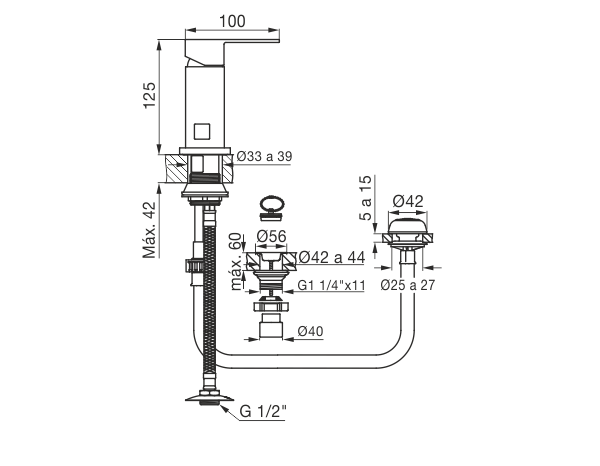 100
125
Ø33 a 39
Máx. 42
5 a 15
Ø42
máx. 60
Ø56
Ø42 a 44
G1 1/4"x11
Ø25 a 27
Ø40
G 1/2"